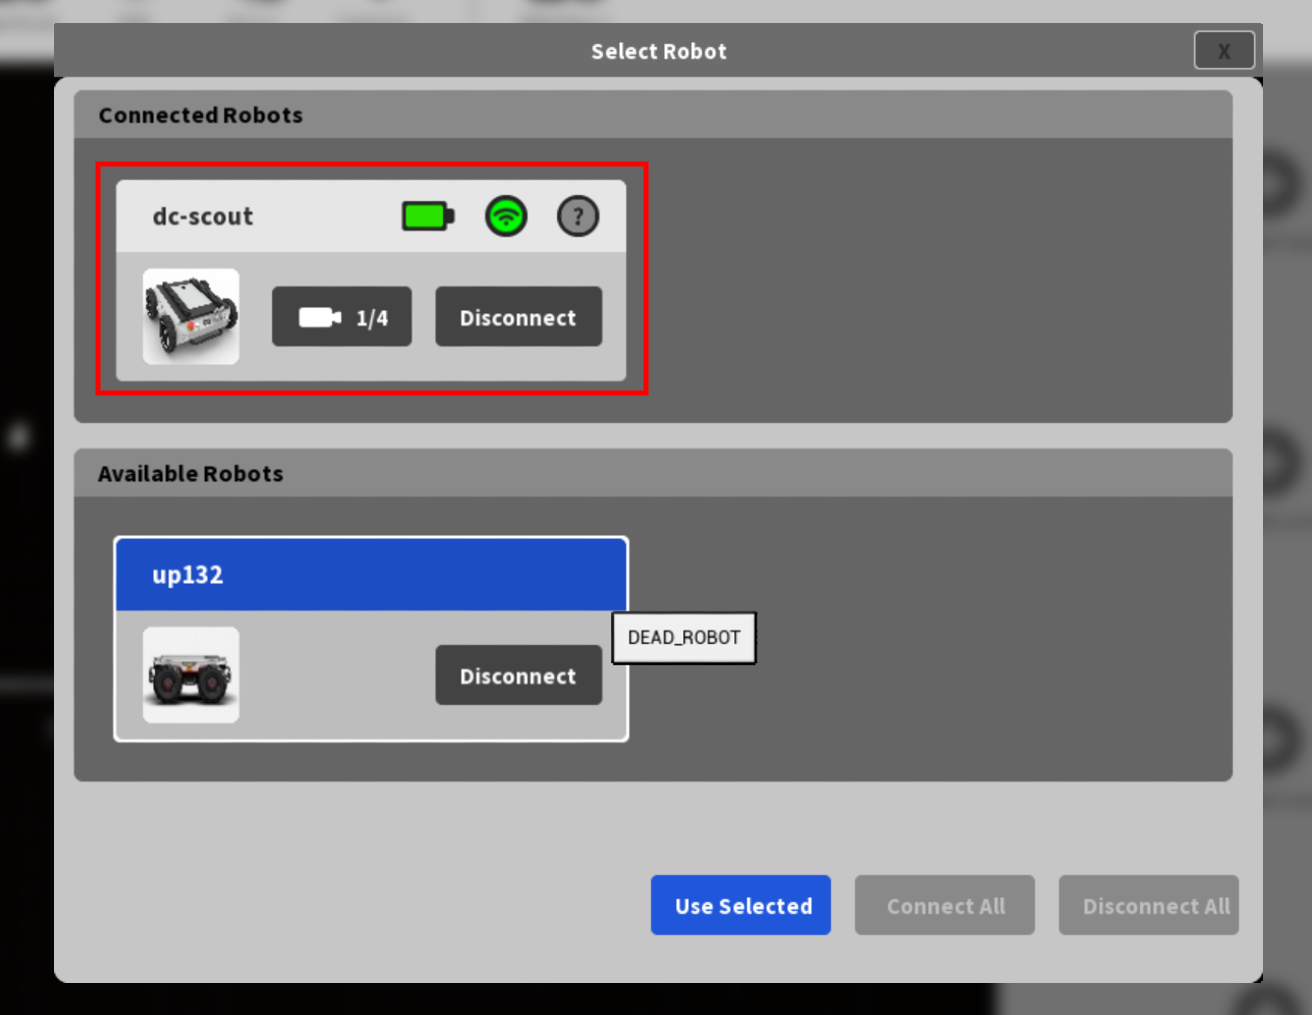 Select Robot
X
Connected Robots
dc-scout
?
1/4
Disconnect
Available Robots
up132
DEAD_ROBOT
Disconnect
Use Selected
Connect All
Disconnect All